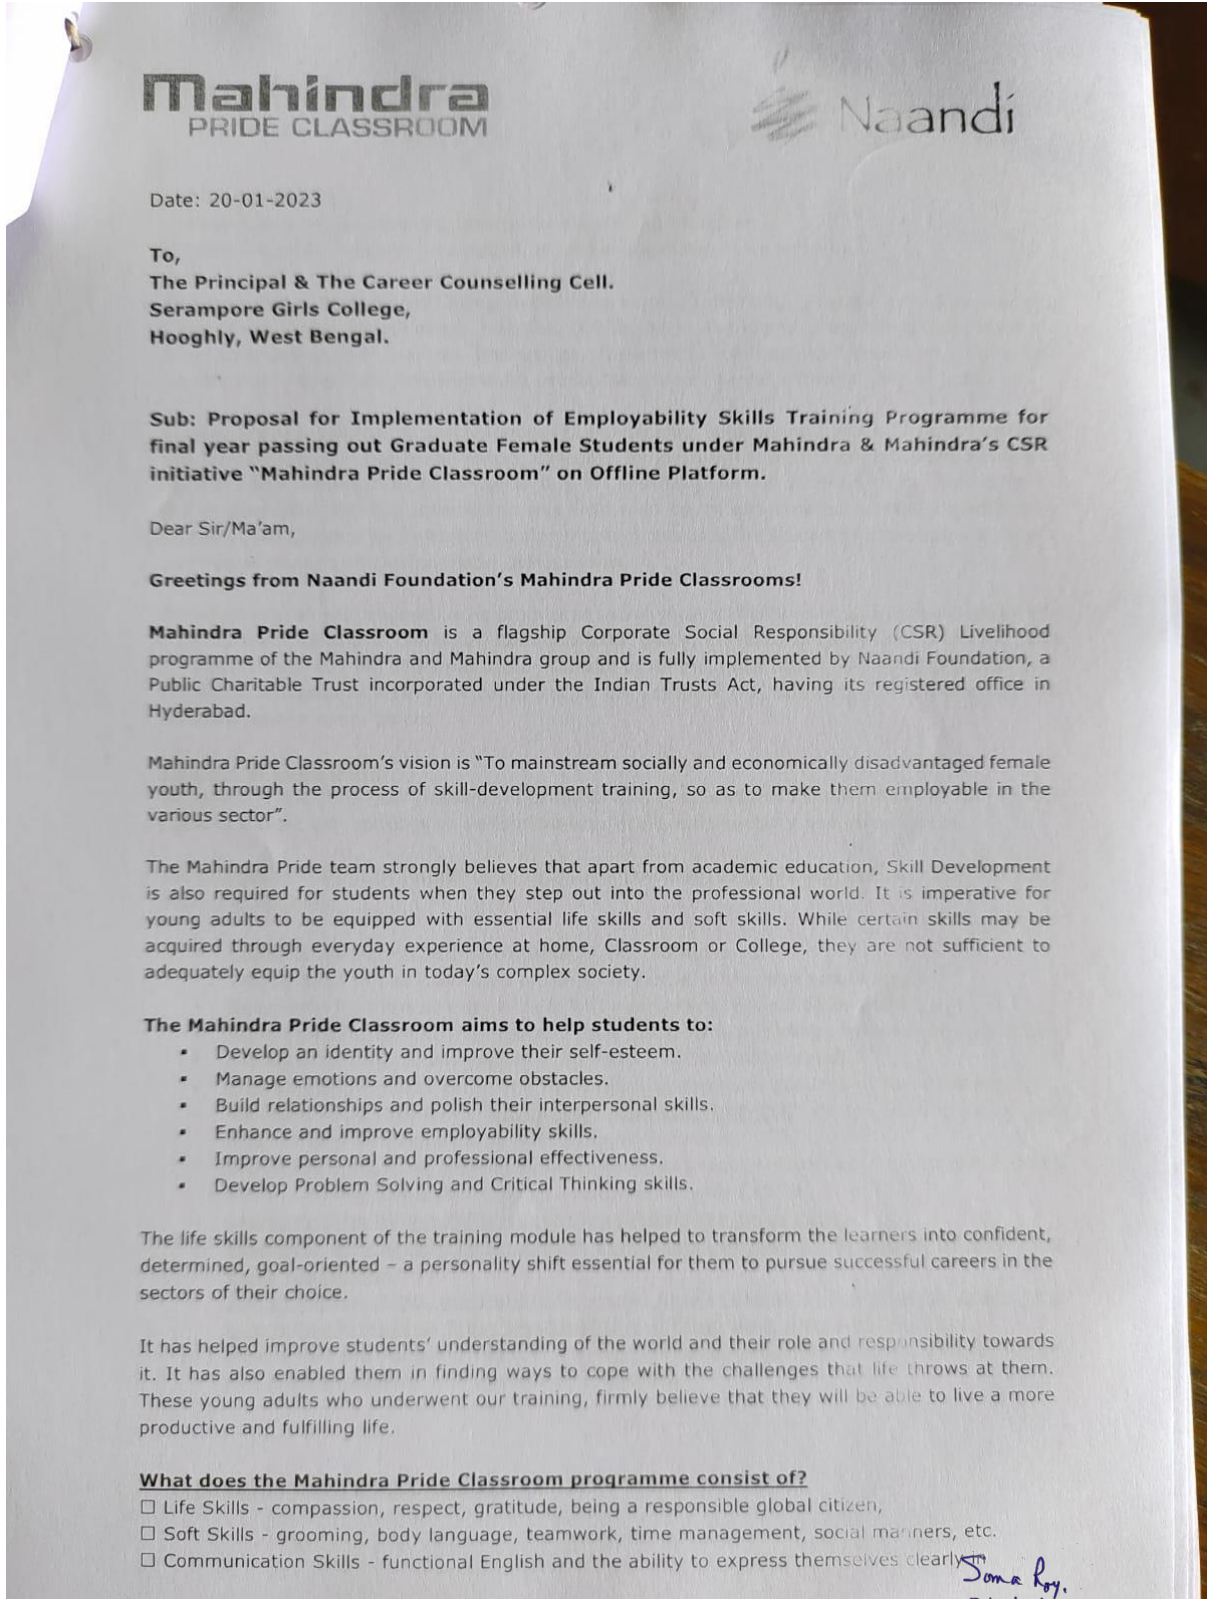 Mahindra
PRIDE CLASSROOM
Naandi
Date: 20-01-2023
To,
The Principal & The Career Counselling Cell.
Serampore Girls College,
Hooghly, West Bengal.
Sub: Proposal for Implementation of Employability Skills Training Programme for
final year passing out Graduate Female Students under Mahindra & Mahindra's CSR
initiative "Mahindra Pride Classroom" on Offline Platform.
Dear Sir/Ma'am,
Greetings from Naandi Foundation's Mahindra Pride Classrooms!
Mahindra Pride Classroom is a flagship Corporate Social Responsibility (CSR) Livelihood
programme of the Mahindra and Mahindra group and is fully implemented by Naandi Foundation, a
Public Charitable Trust incorporated under the Indian Trusts Act, having its registered office in
Hyderabad.
Mahindra Pride Classroom's vision is "To mainstream socially and economically disadvantaged female
youth, through the process of skill-development training, so as to make them employable in the
various sector".
The Mahindra Pride team strongly believes that apart from academic education, Skill Development
is also required for students when they step out into the professional world. It is imperative for
young adults to be equipped with essential life skills and soft skills. While certain skills may be
acquired through everyday experience at home, Classroom or College, they are not sufficient to
adequately equip the youth in today's complex society.
The Mahindra Pride Classroom aims to help students to:
▪ Develop an identity and improve their self-esteem.
▪ Manage emotions and overcome obstacles.
▪ Build relationships and polish their interpersonal skills.
▪ Enhance and improve employability skills.
▪ Improve personal and professional effectiveness.
▪ Develop Problem Solving and Critical Thinking skills.
The life skills component of the training module has helped to transform the learners into confident,
determined, goal-oriented – a personality shift essential for them to pursue successful careers in the
sectors of their choice.
It has helped improve students' understanding of the world and their role and responsibility towards
it. It has also enabled them in finding ways to cope with the challenges that life throws at them.
These young adults who underwent our training, firmly believe that they will be able to live a more
productive and fulfilling life.
What does the Mahindra Pride Classroom programme consist of?
☐ Life Skills - compassion, respect, gratitude, being a responsible global citizen,
☐ Soft Skills - grooming, body language, teamwork, time management, social manners, etc.
☐ Communication Skills - functional English and the ability to express themselves clearly
Soma Roy.